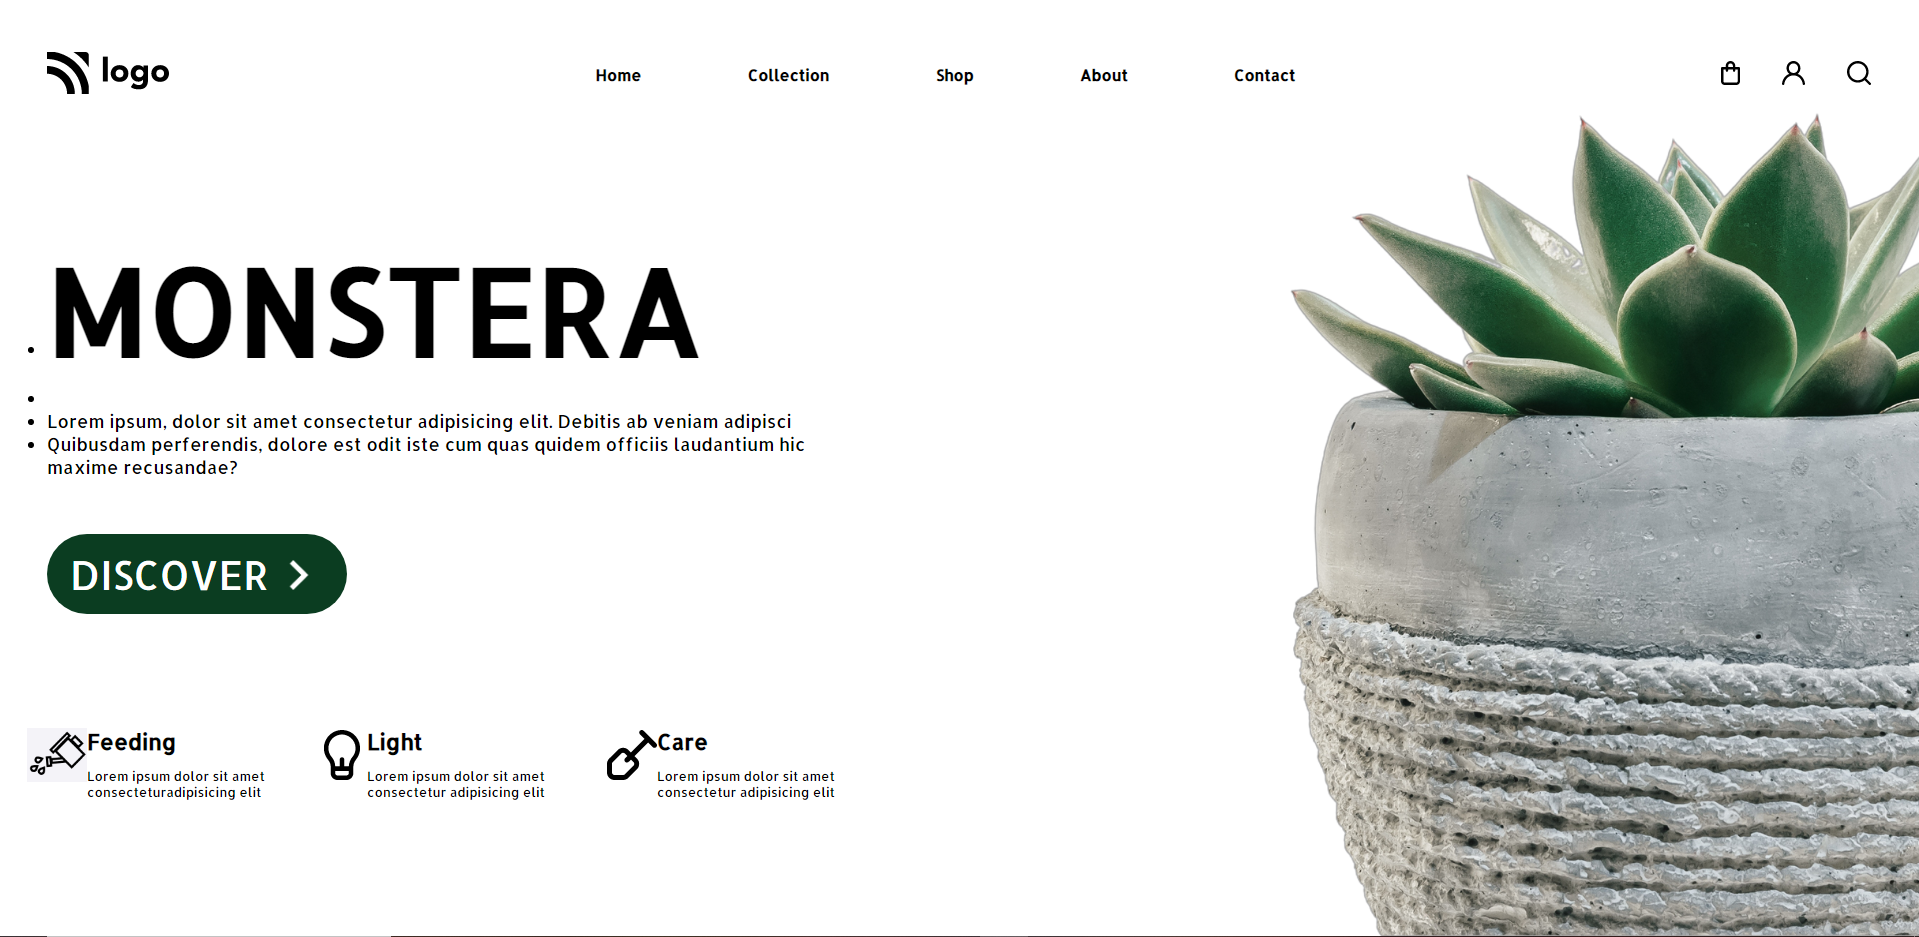 logo
Home
Collection
Shop
About
Contact
MONSTERA
Lorem ipsum, dolor sit amet consectetur adipisicing elit. Debitis ab veniam adipisci
Quibusdam perferendis, dolore est odit iste cum quas quidem officiis laudantium hic
maxime recusandae?
DISCOVER
Feeding
Lorem ipsum dolor sit amet
consecteturadipisicing elit
Light
Lorem ipsum dolor sit amet
consectetur adipisicing elit
Care
Lorem ipsum dolor sit amet
consectetur adipisicing elit